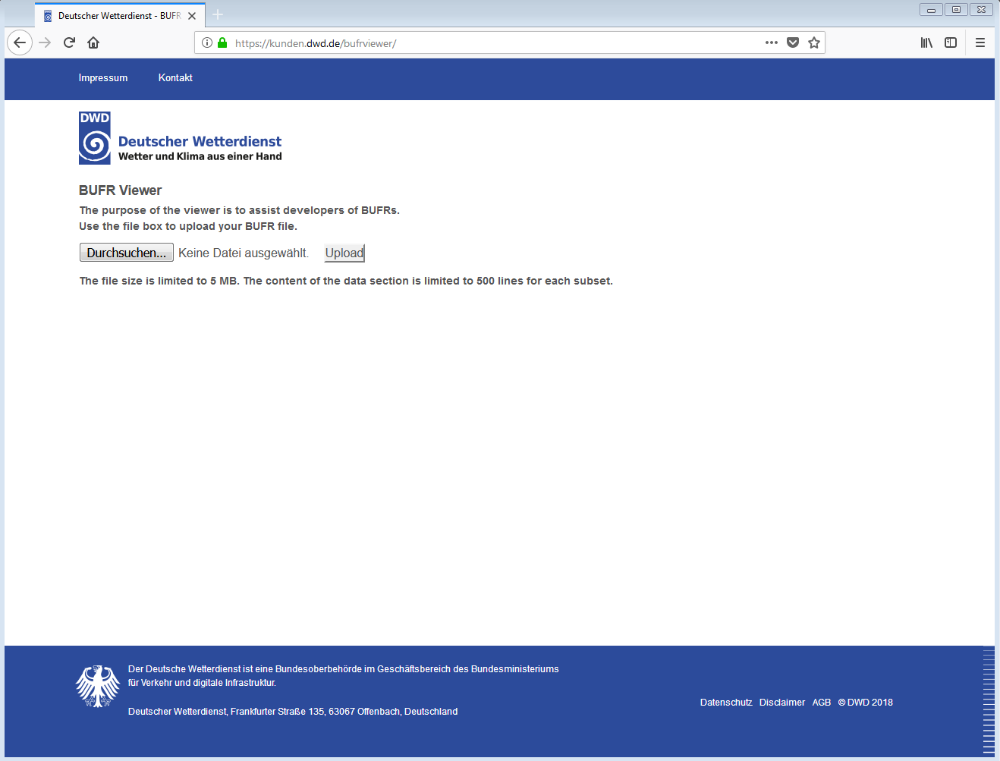 Deutscher Wetterdienst - BUFR
https://kunden.dwd.de/bufrviewer/
Impressum Kontakt
DWD
Deutscher Wetterdienst
Wetter und Klima aus einer Hand
BUFR Viewer
The purpose of the viewer is to assist developers of BUFRs.
Use the file box to upload your BUFR file.
Durchsuchen... Keine Datei ausgewählt. Upload
The file size is limited to 5 MB. The content of the data section is limited to 500 lines for each subset.
Der Deutsche Wetterdienst ist eine Bundesoberbehörde im Geschäftsbereich des Bundesministeriums
für Verkehr und digitale Infrastruktur.
Deutscher Wetterdienst, Frankfurter Straße 135, 63067 Offenbach, Deutschland
Datenschutz Disclaimer AGB © DWD 2018